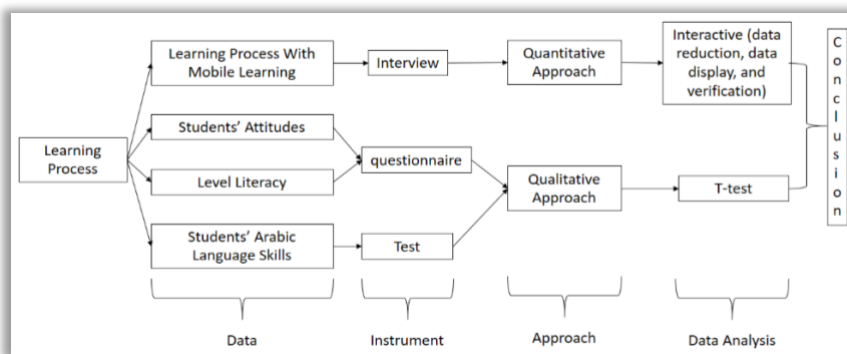 Learning Process With
Mobile Learning
Interview
Quantitative
Approach
Interactive (data
reduction, data
display, and
verification)
Conclusion
Students' Attitudes
Learning
Process
questionnaire
Level Literacy
Qualitative
Approach
T-test
Students' Arabic
Language Skills
Test
Data
Instrument
Approach
Data Analysis